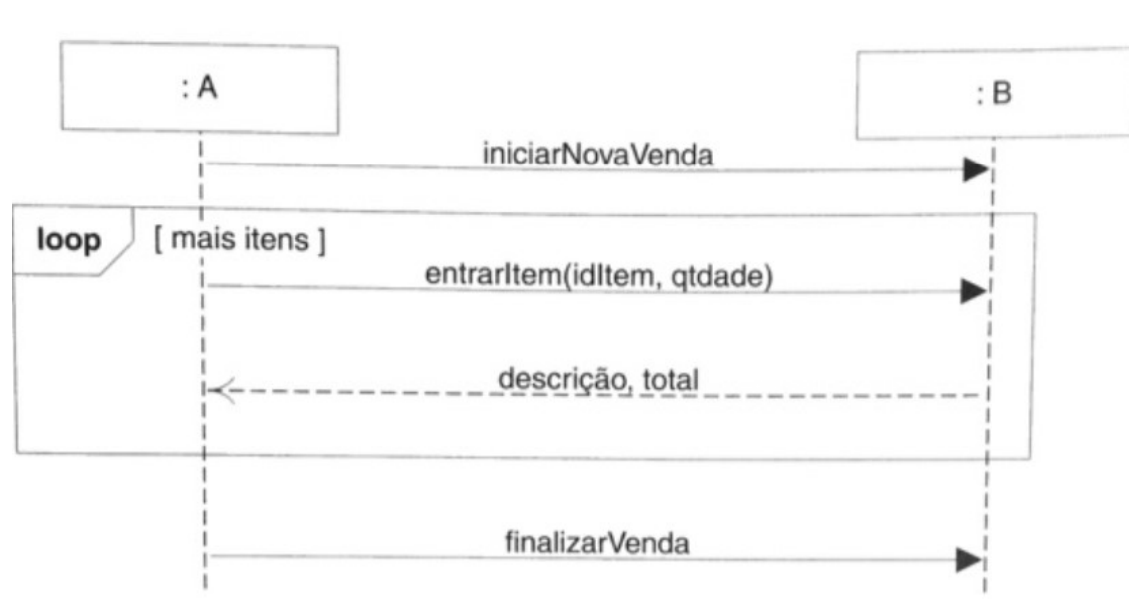 : A
: B
iniciarNovaVenda
loop [ mais itens ]
entrarItem(idItem, qtdade)
descrição, total
finalizarVenda